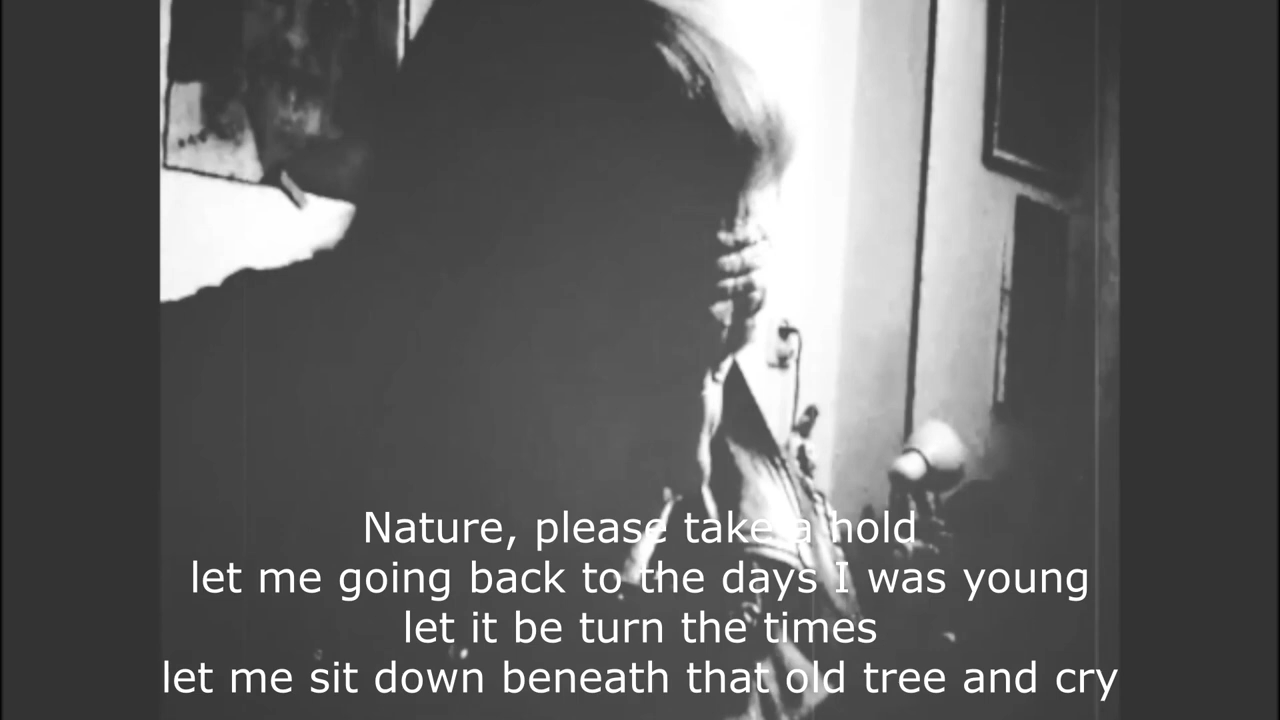 Nature, please take a hold
let me going back to the days I was young
let it be turn the times
let me sit down beneath that old tree and cry